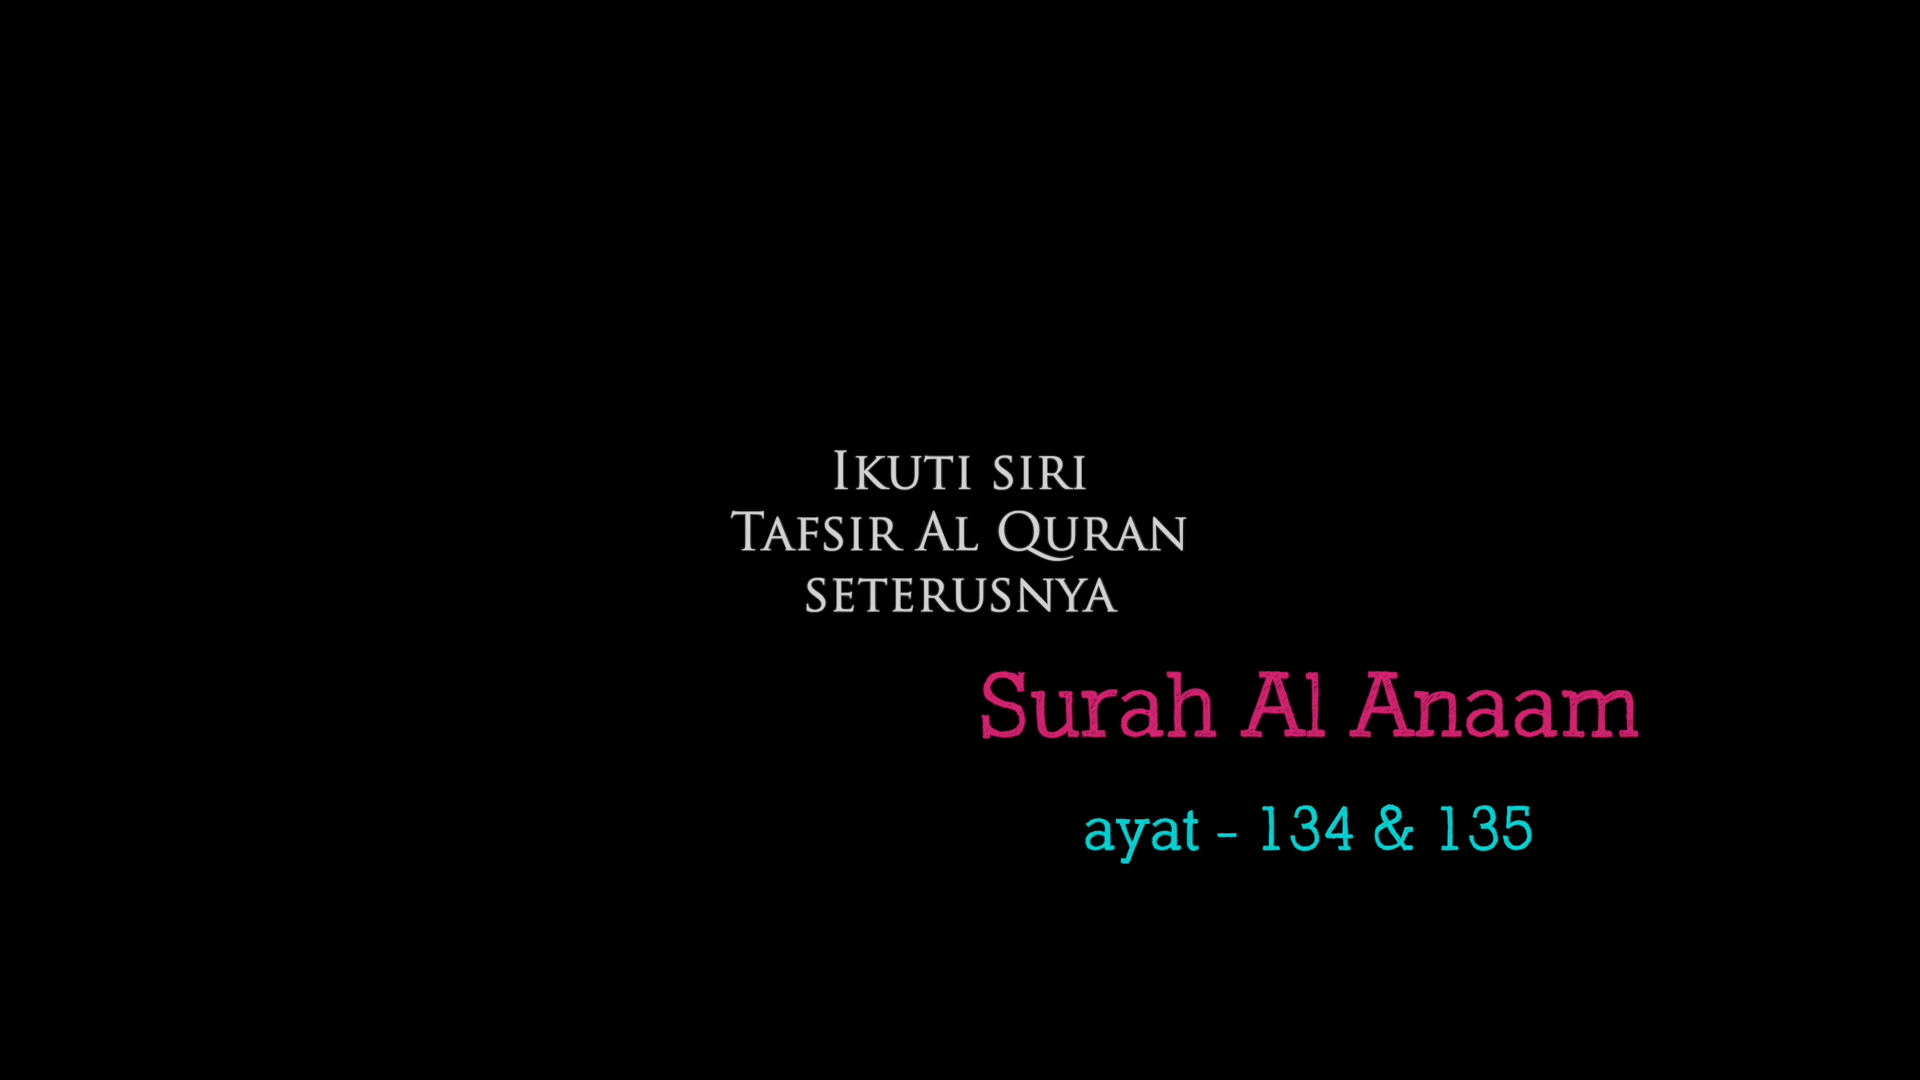 Ikuti siri
Tafsir Al Quran
seterusnya
Surah Al Anaam
ayat - 134 & 135